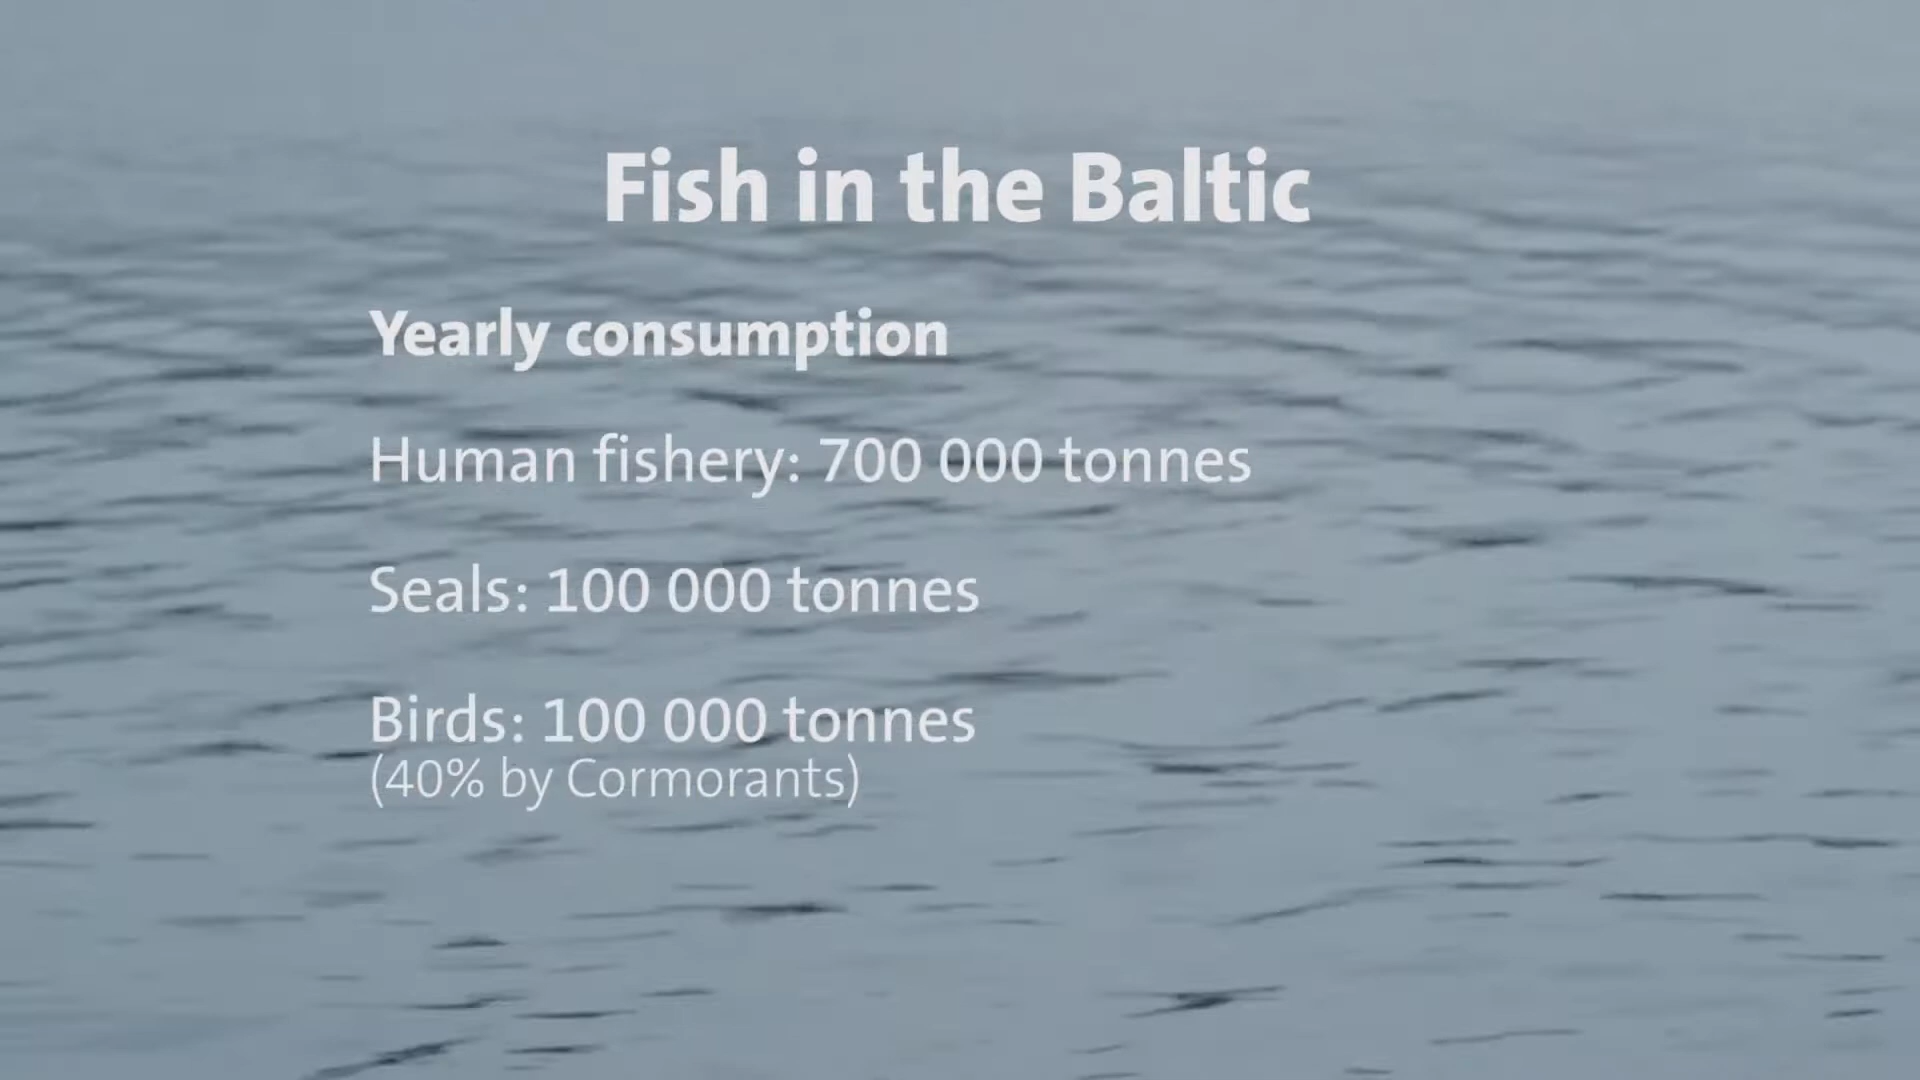 Fish in the Baltic
Yearly consumption
Human fishery: 700 000 tonnes
Seals: 100 000 tonnes
Birds: 100 000 tonnes
(40% by Cormorants)